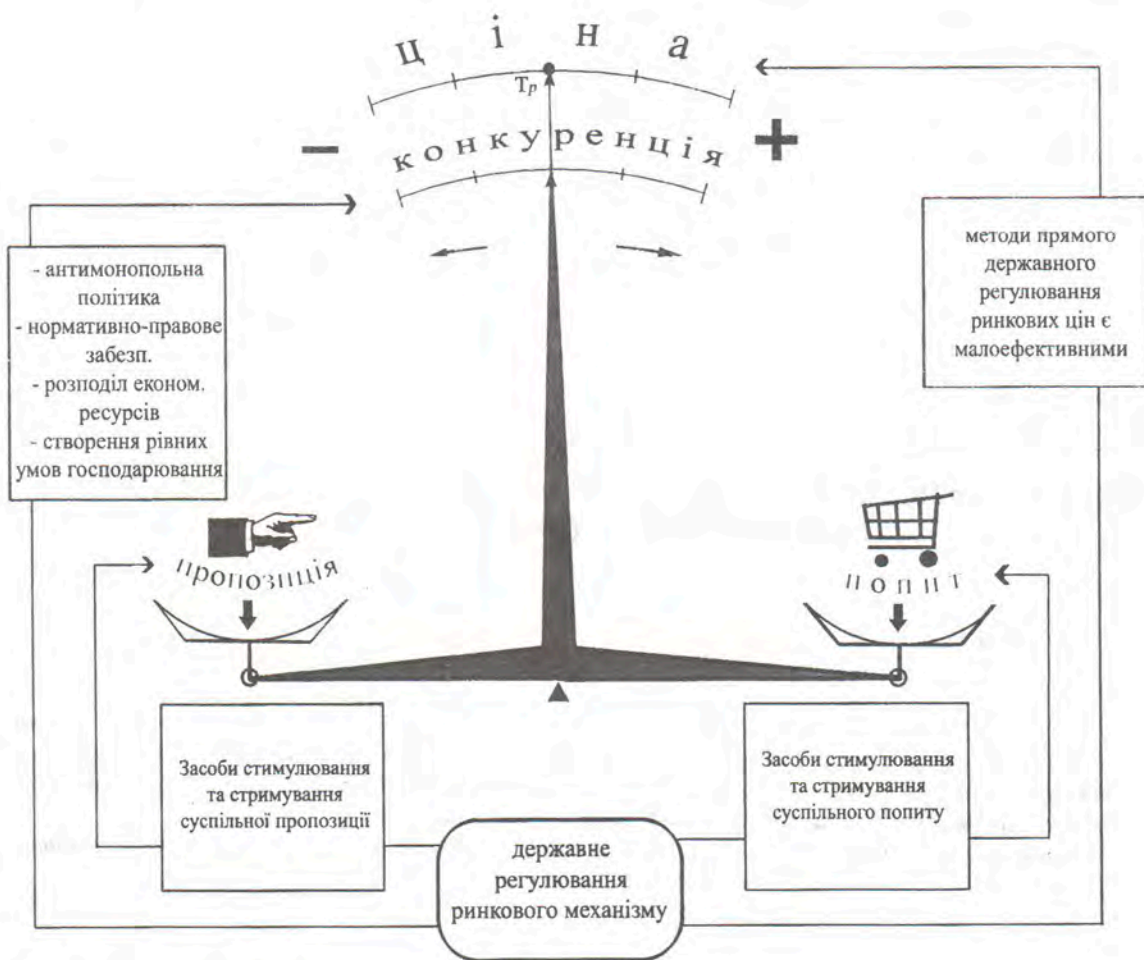 ціна
Тр
− +
конкуренція
- антимонопольна
політика
- нормативно-правове
забезп.
- розподіл економ.
ресурсів
- створення рівних
умов господарювання
методи прямого
державного
регулювання
ринкових цін є
малоефективними
пропозиція
попит
Засоби стимулювання
та стримування
суспільної пропозиції
Засоби стимулювання
та стримування
суспільного попиту
державне
регулювання
ринкового механізму